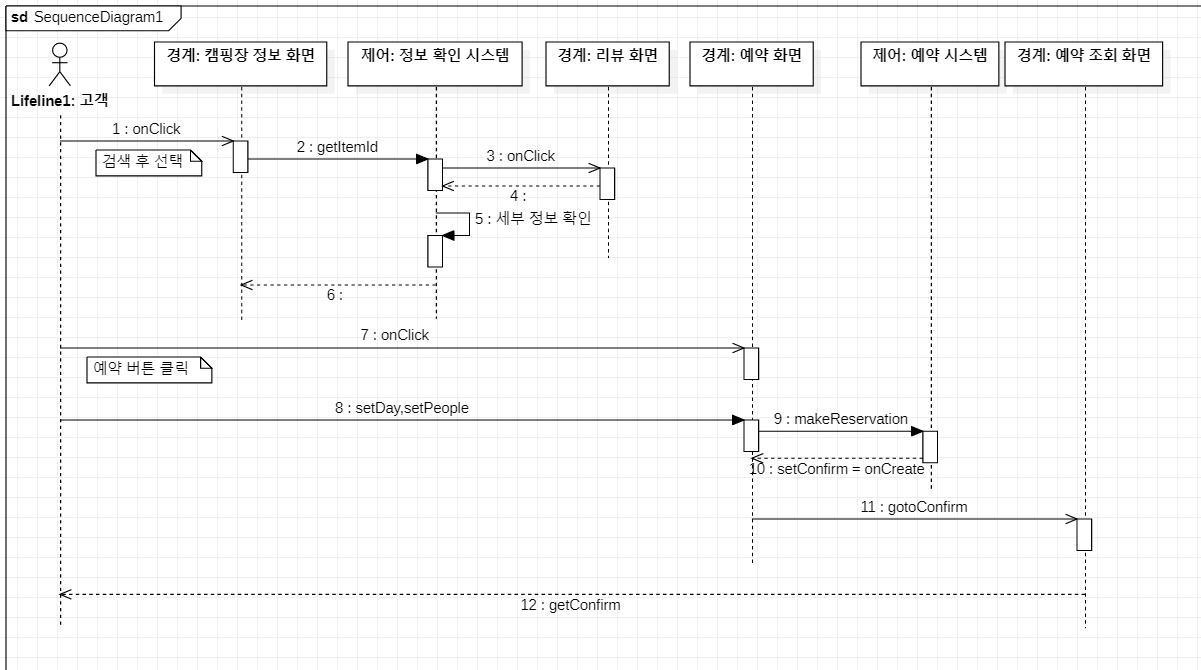 sd SequenceDiagram1
경계: 캠핑장 정보 화면
제어: 정보 확인 시스템
경계: 리뷰 화면
경계: 예약 화면
제어: 예약 시스템
경계: 예약 조회 화면
Lifeline1: 고객
1 : onClick
검색 후 선택
2 : getItemId
3 : onClick
4 :
5 : 세부 정보 확인
6 :
7 : onClick
예약 버튼 클릭
8 : setDay,setPeople
9 : makeReservation
10 : setConfirm = onCreate
11 : gotoConfirm
12 : getConfirm